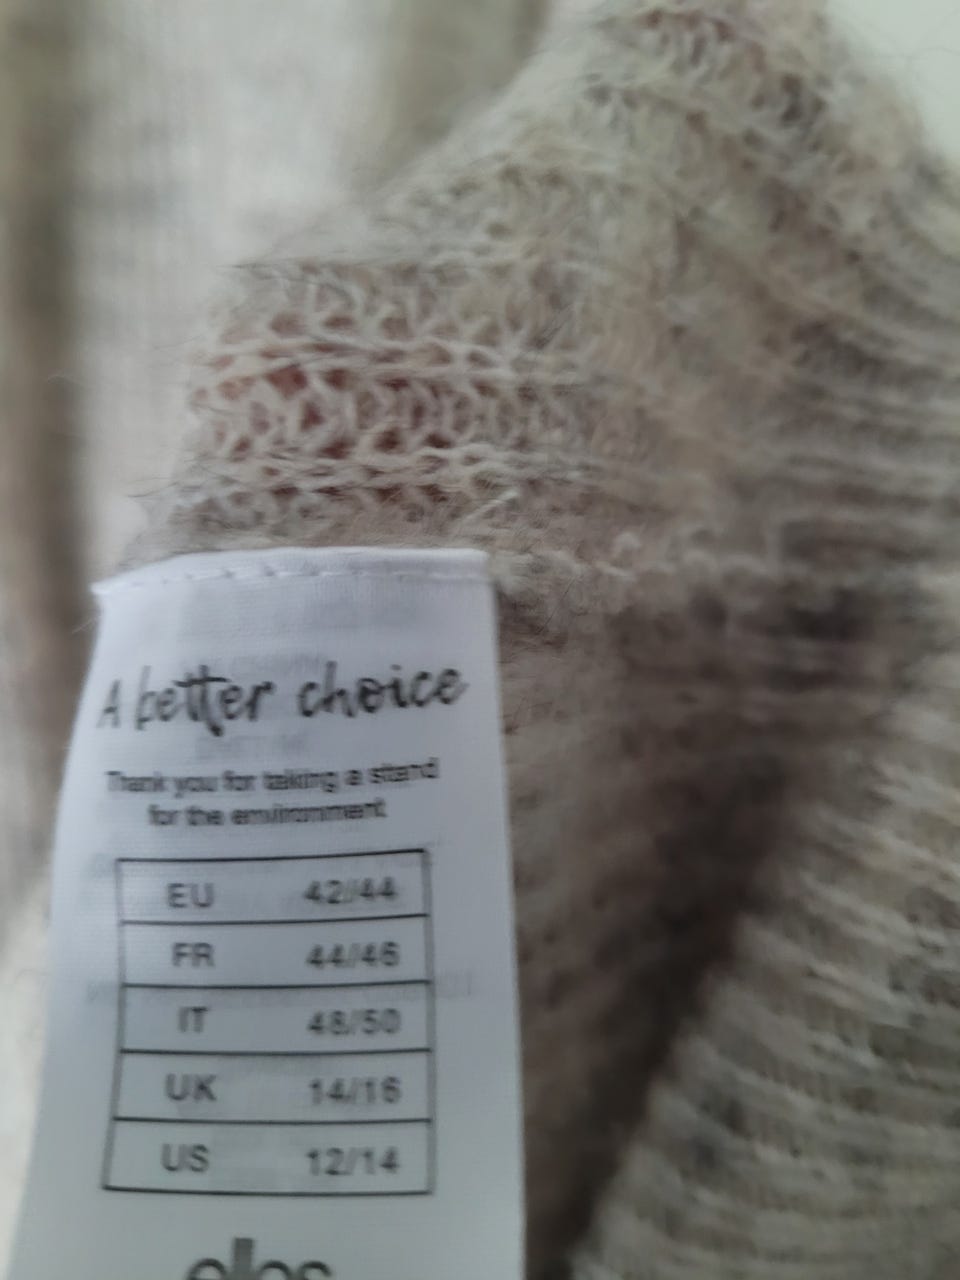 A better choice
Thank you for taking a stand
for the environment
EU 42/44
FR 44/46
IT 48/50
UK 14/16
US 12/14
ellos